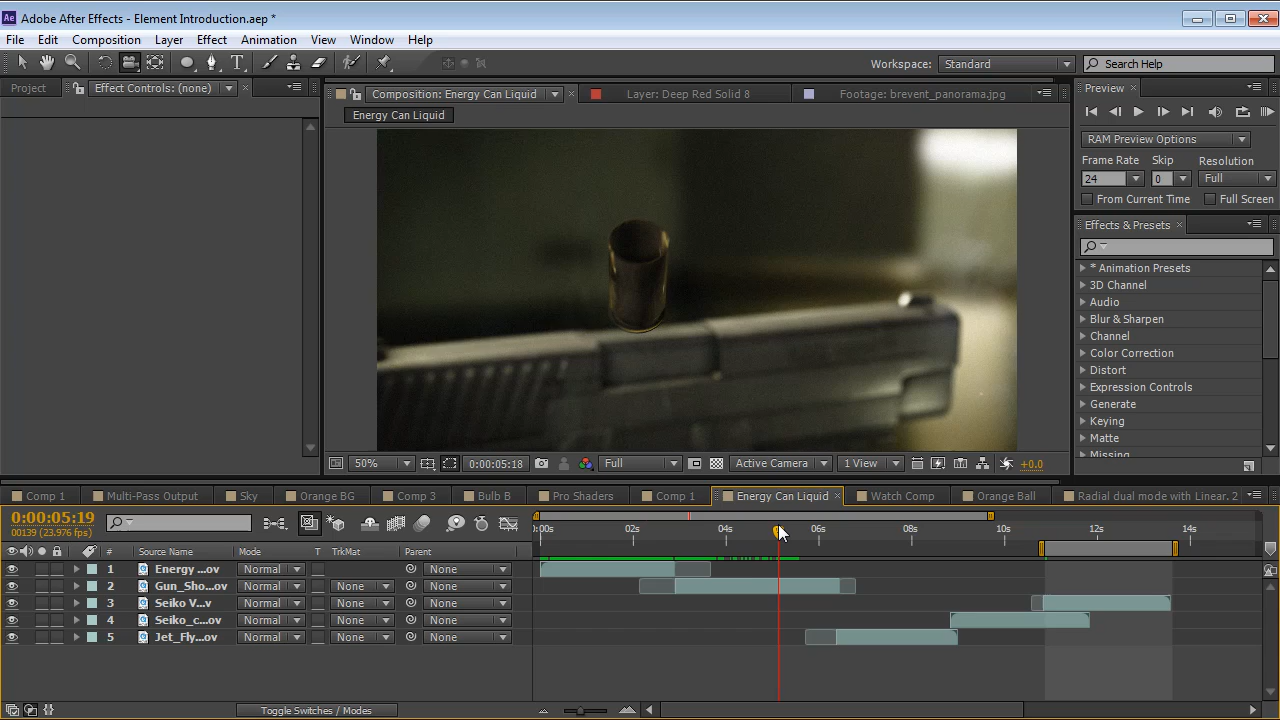 Ae Adobe After Effects - Element Introduction.aep *
File Edit Composition Layer Effect Animation View Window Help
Workspace: Standard Search Help
Project Effect Controls: (none) Composition: Energy Can Liquid Layer: Deep Red Solid 8 Footage: brevent_panorama.jpg Preview
Energy Can Liquid
RAM Preview Options
Frame Rate Skip Resolution
24 0 Full
From Current Time Full Screen
Effects & Presets
* Animation Presets
3D Channel
Audio
Blur & Sharpen
Channel
Color Correction
Distort
Expression Controls
Generate
Keying
Matte
Missing
50% 0:00:05:18 Full Active Camera 1 View +0.0
Comp 1 Multi-Pass Output Sky Orange BG Comp 3 Bulb B Pro Shaders Comp 1 Energy Can Liquid Watch Comp Orange Ball Radial dual mode with Linear. 2
0:00:05:19
00139 (23.976 fps)
:00s 02s 04s 06s 08s 10s 12s 14s
# Source Name Mode T TrkMat Parent
1 Energy ...ov Normal None
2 Gun_Sho...ov Normal None None
3 Seiko V...v Normal None None
4 Seiko_c...ov Normal None None
5 Jet_Fly...ov Normal None None
Toggle Switches / Modes